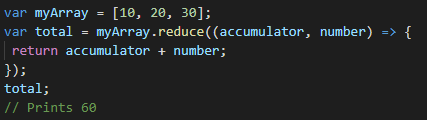 var myArray = [10, 20, 30];
var total = myArray.reduce((accumulator, number) => {
 return accumulator + number;
});
total;
// Prints 60